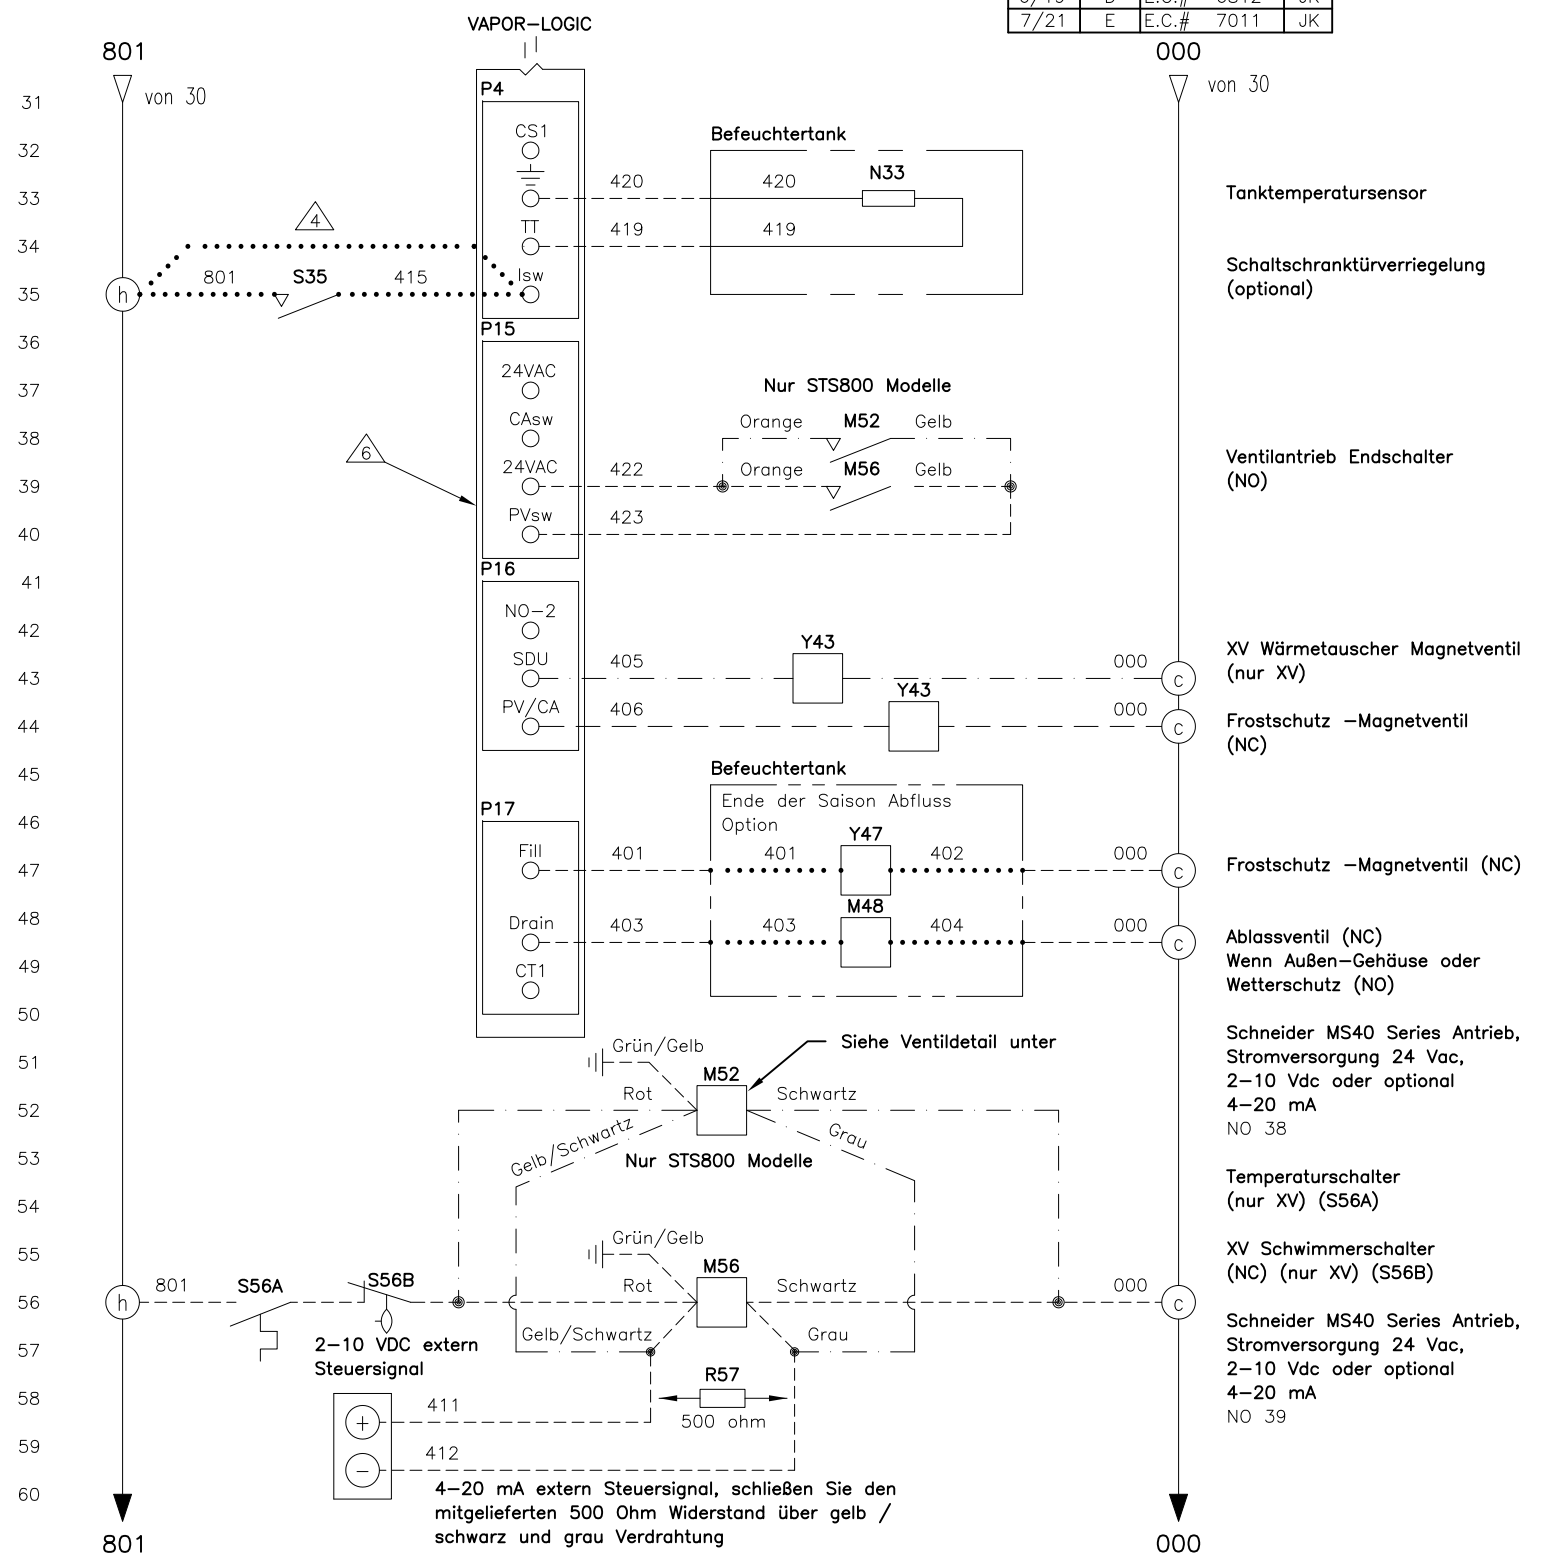 VAPOR-LOGIC
7/21 E E.C.# 7011 JK
801
000
von 30
von 30
31
P4
32
CS1
Befeuchtertank
33
420
420
N33
Tanktemperatursensor
4
34
TT
419
419
Schaltschranktürverriegelung
(optional)
35
h
801
S35
415
Isw
36
P15
37
24VAC
Nur STS800 Modelle
38
CAsw
Orange
M52
Gelb
6
39
24VAC
422
Orange
M56
Gelb
Ventilantrieb Endschalter
(NO)
40
PVsw
423
41
P16
42
NO-2
43
SDU
405
Y43
000
c
XV Wärmetauscher Magnetventil
(nur XV)
44
PV/CA
406
Y43
000
c
Frostschutz -Magnetventil
(NC)
45
Befeuchtertank
46
P17
Ende der Saison Abfluss
Option
47
Fill
401
401
Y47
402
000
c
Frostschutz -Magnetventil (NC)
48
Drain
403
403
M48
404
000
c
Ablassventil (NC)
Wenn Außen-Gehäuse oder
Wetterschutz (NO)
49
CT1
50
51
Grün/Gelb
Siehe Ventildetail unter
Schneider MS40 Series Antrieb,
Stromversorgung 24 Vac,
2-10 Vdc oder optional
4-20 mA
NO 38
52
Rot
M52
Schwartz
53
Gelb/Schwartz
Grau
Nur STS800 Modelle
54
Temperaturschalter
(nur XV) (S56A)
55
Grün/Gelb
XV Schwimmerschalter
(NC) (nur XV) (S56B)
56
h
801
S56A
S56B
Rot
M56
Schwartz
000
c
57
2-10 VDC extern
Steuersignal
Gelb/Schwartz
Grau
Schneider MS40 Series Antrieb,
Stromversorgung 24 Vac,
2-10 Vdc oder optional
4-20 mA
NO 39
58
R57
500 ohm
+
411
59
-
412
60
4-20 mA extern Steuersignal, schließen Sie den
mitgelieferten 500 Ohm Widerstand über gelb /
schwarz und grau Verdrahtung
801
000